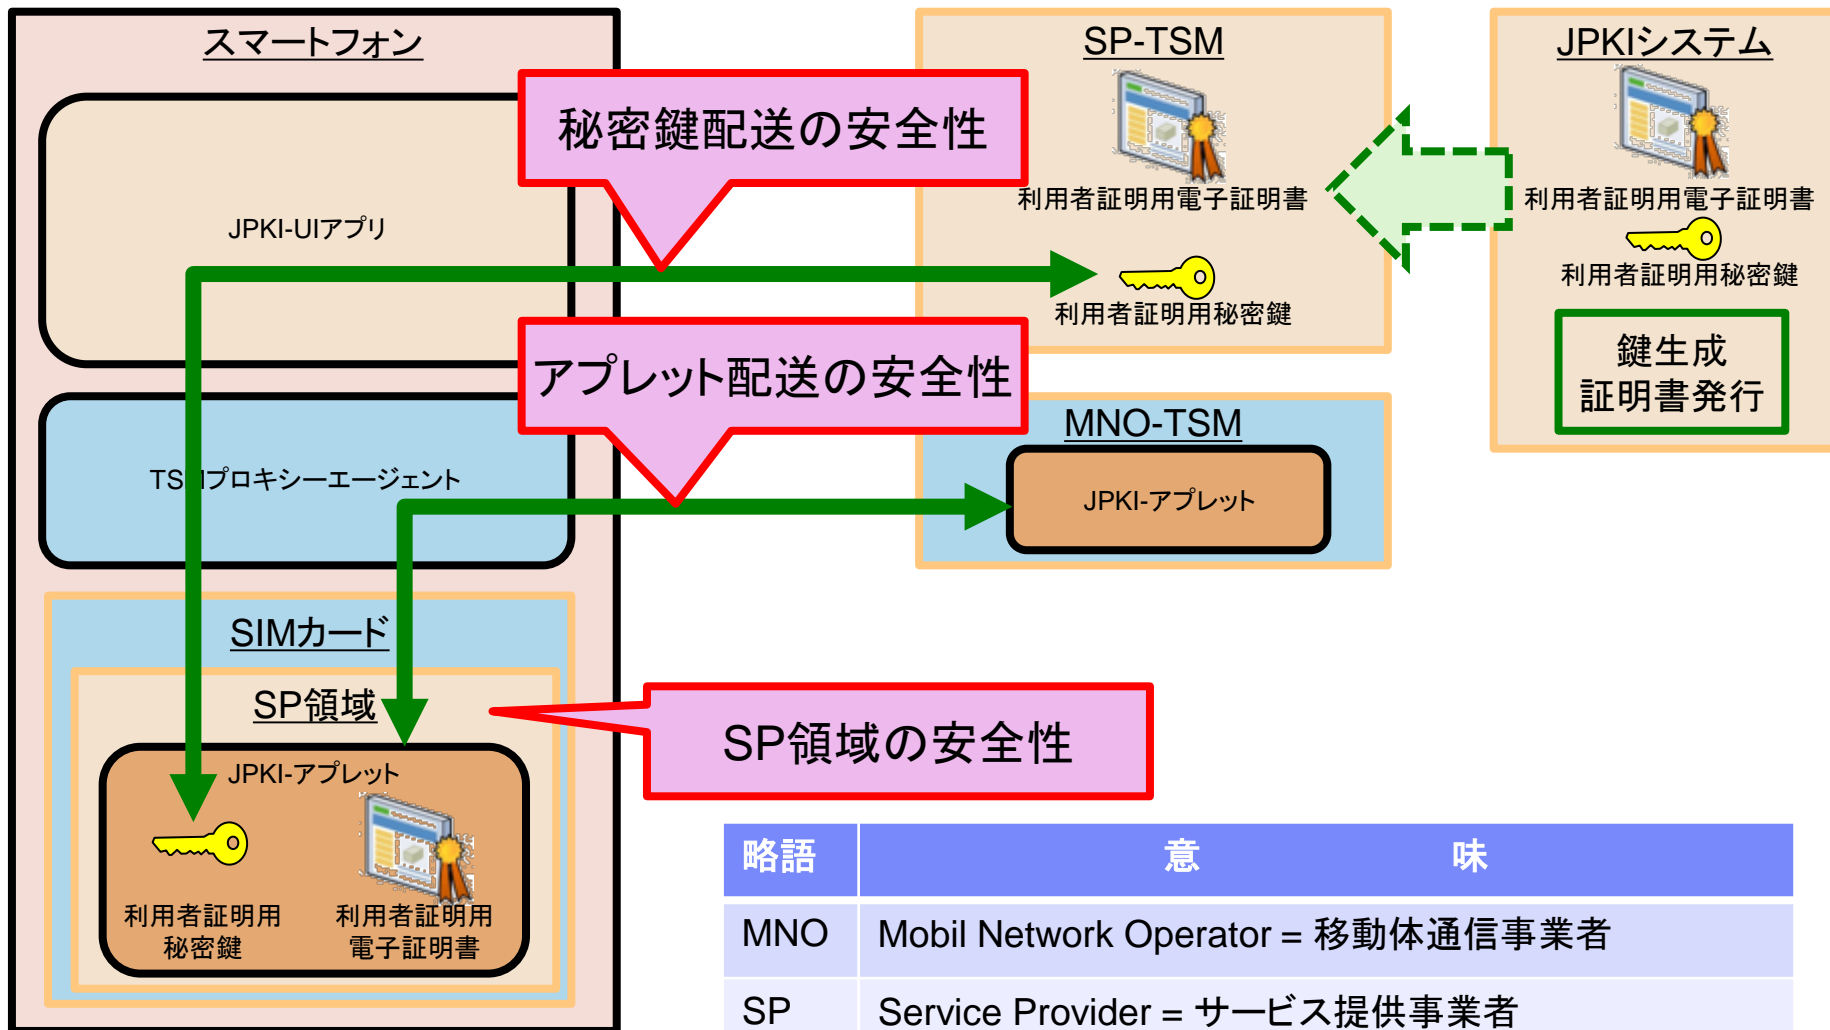 スマートフォン
JPKI-UIアプリ
TSMプロキシーエージェント
SIMカード
SP領域
JPKI-アプレット
利用者証明用
秘密鍵
利用者証明用
電子証明書
秘密鍵配送の安全性
アプレット配送の安全性
SP領域の安全性
SP-TSM
利用者証明用電子証明書
利用者証明用秘密鍵
MNO-TSM
JPKI-アプレット
JPKIシステム
利用者証明用電子証明書
利用者証明用秘密鍵
鍵生成
証明書発行
略語 意 味
MNO Mobil Network Operator = 移動体通信事業者
SP Service Provider = サービス提供事業者